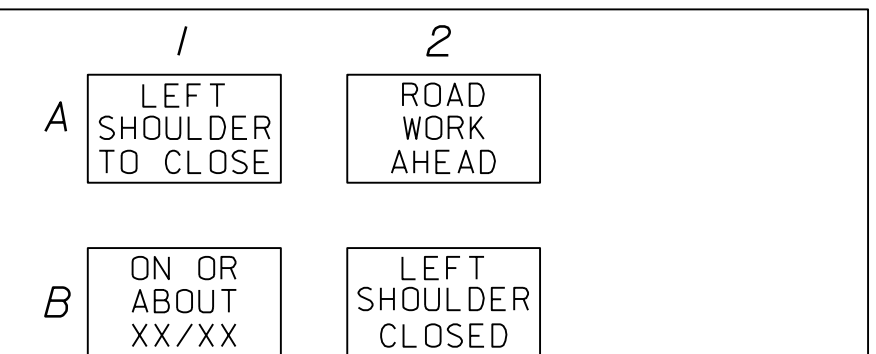 1 2
A
LEFT
SHOULDER
TO CLOSE
ROAD
WORK
AHEAD
B
ON OR
ABOUT
XX/XX
LEFT
SHOULDER
CLOSED